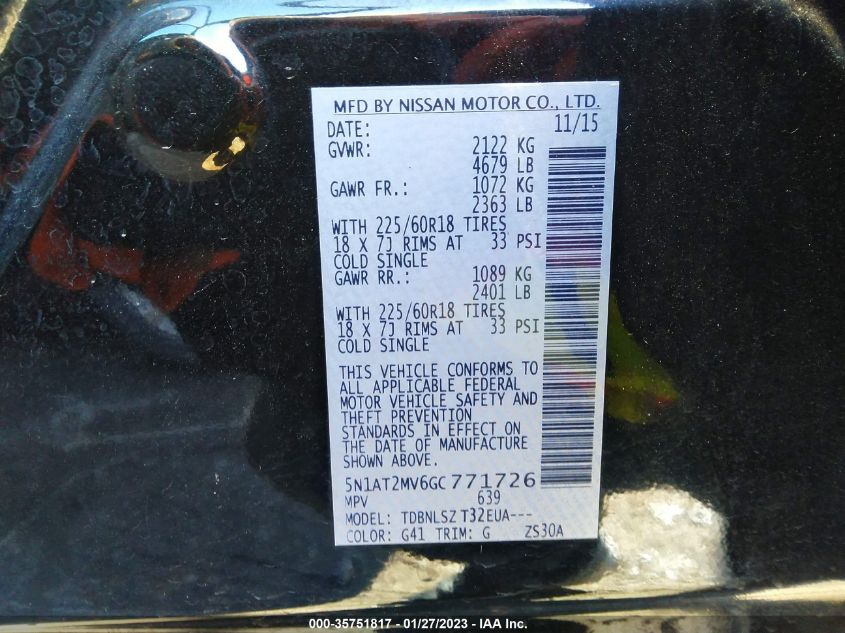 MFD BY NISSAN MOTOR CO., LTD.
DATE: 11/15
GVWR: 2122 KG
4679 LB
GAWR FR.: 1072 KG
2363 LB
WITH 225/60R18 TIRES
18 X 7J RIMS AT 33 PSI
COLD SINGLE
GAWR RR.: 1089 KG
2401 LB
WITH 225/60R18 TIRES
18 X 7J RIMS AT 33 PSI
COLD SINGLE
THIS VEHICLE CONFORMS TO
ALL APPLICABLE FEDERAL
MOTOR VEHICLE SAFETY AND
THEFT PREVENTION
STANDARDS IN EFFECT ON
THE DATE OF MANUFACTURE
SHOWN ABOVE.
5N1AT2MV6GC771726
MPV 639
MODEL: TDBNLSZ T32EUA---
COLOR: G41 TRIM: G ZS30A
000-35751817 - 01/27/2023 - IAA Inc.